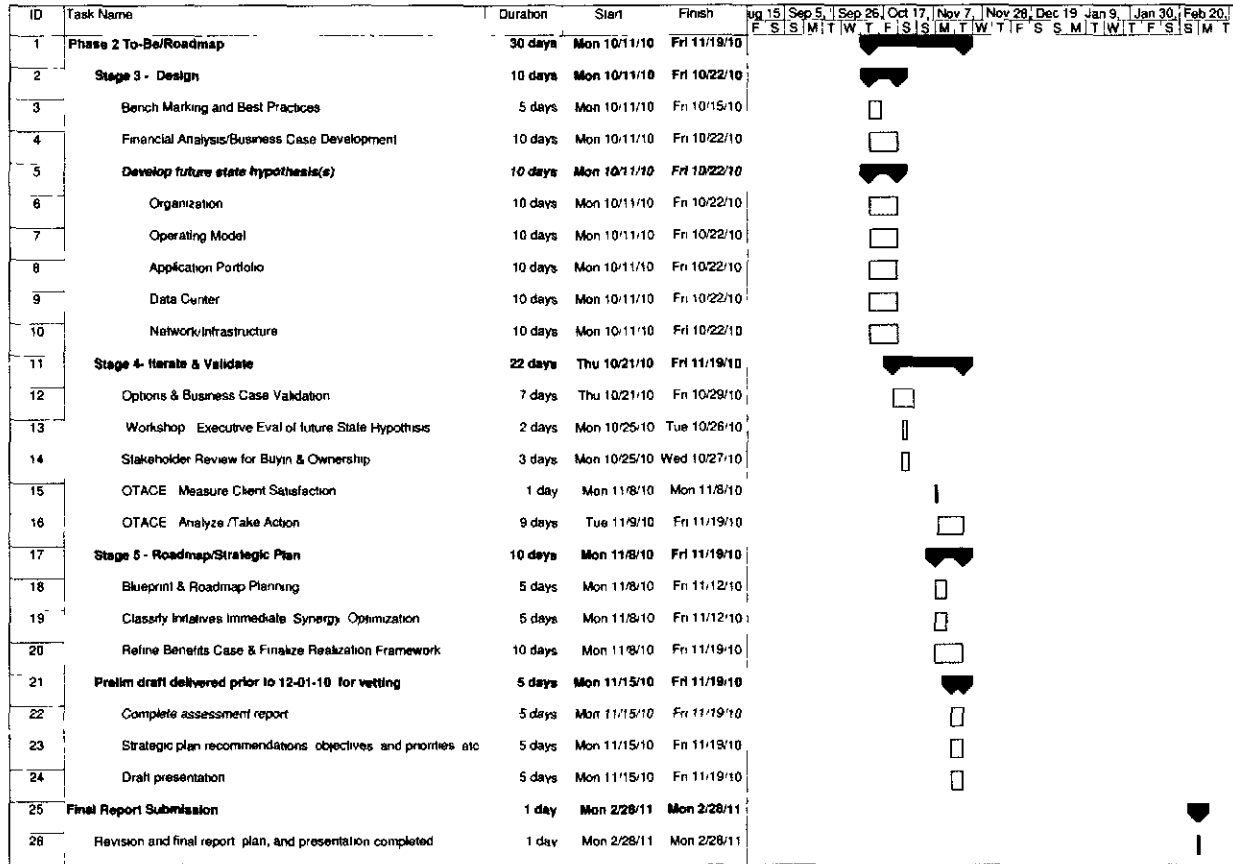 ID Task Name Duration Start Finish ug 15 Sep 5, Sep 26, Oct 17, Nov 7, Nov 28, Dec 19 Jan 9, Jan 30, Feb 20,
F S S M T W T F S S M T W T F S S M T W T F S S M T
1 Phase 2 To-Be/Roadmap 30 days Mon 10/11/10 Fri 11/19/10
2 Stage 3 - Design 10 days Mon 10/11/10 Fri 10/22/10
3 Bench Marking and Best Practices 5 days Mon 10/11/10 Fri 10/15/10
4 Financial Analysis/Business Case Development 10 days Mon 10/11/10 Fri 10/22/10
5 Develop future state hypothesis(s) 10 days Mon 10/11/10 Fri 10/22/10
6 Organization 10 days Mon 10/11/10 Fri 10/22/10
7 Operating Model 10 days Mon 10/11/10 Fri 10/22/10
8 Application Portfolio 10 days Mon 10/11/10 Fri 10/22/10
9 Data Center 10 days Mon 10/11/10 Fri 10/22/10
10 Network/Infrastructure 10 days Mon 10/11/10 Fri 10/22/10
11 Stage 4- Iterate & Validate 22 days Thu 10/21/10 Fri 11/19/10
12 Options & Business Case Validation 7 days Thu 10/21/10 Fri 10/29/10
13 Workshop Executive Eval of future State Hypothisis 2 days Mon 10/25/10 Tue 10/26/10
14 Stakeholder Review for Buyin & Ownership 3 days Mon 10/25/10 Wed 10/27/10
15 OTACE Measure Client Satisfaction 1 day Mon 11/8/10 Mon 11/8/10
16 OTACE Analyze /Take Action 9 days Tue 11/9/10 Fri 11/19/10
17 Stage 5 - Roadmap/Strategic Plan 10 days Mon 11/8/10 Fri 11/19/10
18 Blueprint & Roadmap Planning 5 days Mon 11/8/10 Fri 11/12/10
19 Classify Initiatives Immediate Synergy Optimization 5 days Mon 11/8/10 Fri 11/12/10
20 Refine Benefits Case & Finalize Realization Framework 10 days Mon 11/8/10 Fri 11/19/10
21 Prelim draft delivered prior to 12-01-10 for vetting 5 days Mon 11/15/10 Fri 11/19/10
22 Complete assessment report 5 days Mon 11/15/10 Fri 11/19/10
23 Strategic plan recommendations objectives and priorities etc 5 days Mon 11/15/10 Fri 11/19/10
24 Draft presentation 5 days Mon 11/15/10 Fri 11/19/10
25 Final Report Submission 1 day Mon 2/28/11 Mon 2/28/11
26 Revision and final report plan, and presentation completed 1 day Mon 2/28/11 Mon 2/28/11